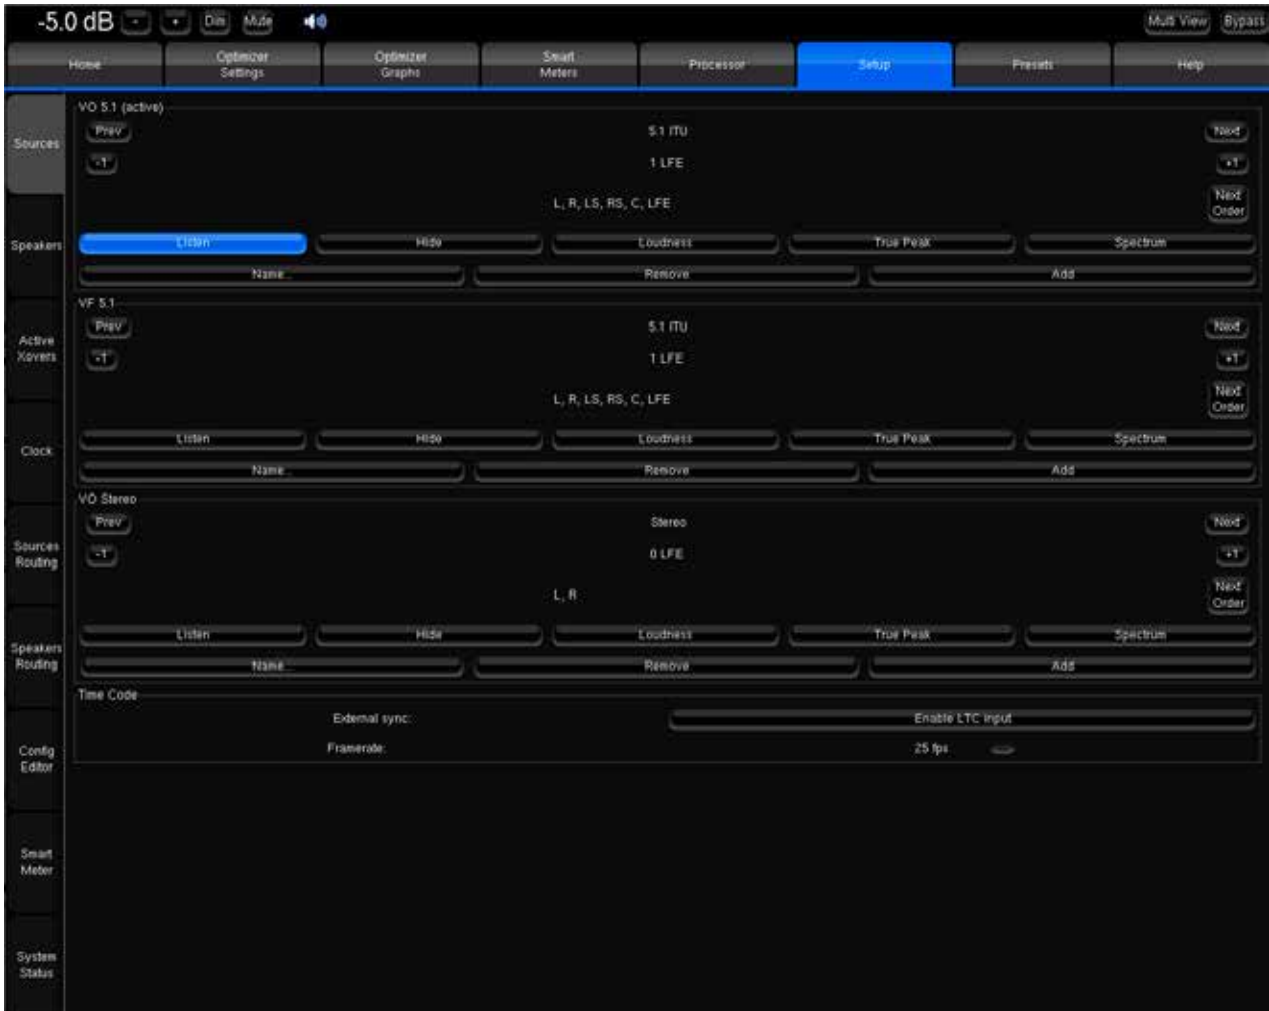 -5.0 dB - + Dim Mute Multi View Bypass
Home Optimizer Settings Optimizer Graphs Smart Meters Processor Setup Presets Help
Sources
Speakers
Active Xovers
Clock
Sources Routing
Speakers Routing
Config Editor
Smart Meter
System Status
VO 5.1 (active)
Prev 5.1 ITU Next
-1 1 LFE +1
L, R, LS, RS, C, LFE Next Order
Listen Hide Loudness True Peak Spectrum
Name... Remove Add
VF 5.1
Prev 5.1 ITU Next
-1 1 LFE +1
L, R, LS, RS, C, LFE Next Order
Listen Hide Loudness True Peak Spectrum
Name... Remove Add
VO Stereo
Prev Stereo Next
-1 0 LFE +1
L, R Next Order
Listen Hide Loudness True Peak Spectrum
Name... Remove Add
Time Code
External sync: Enable LTC input
Framerate: 25 fps